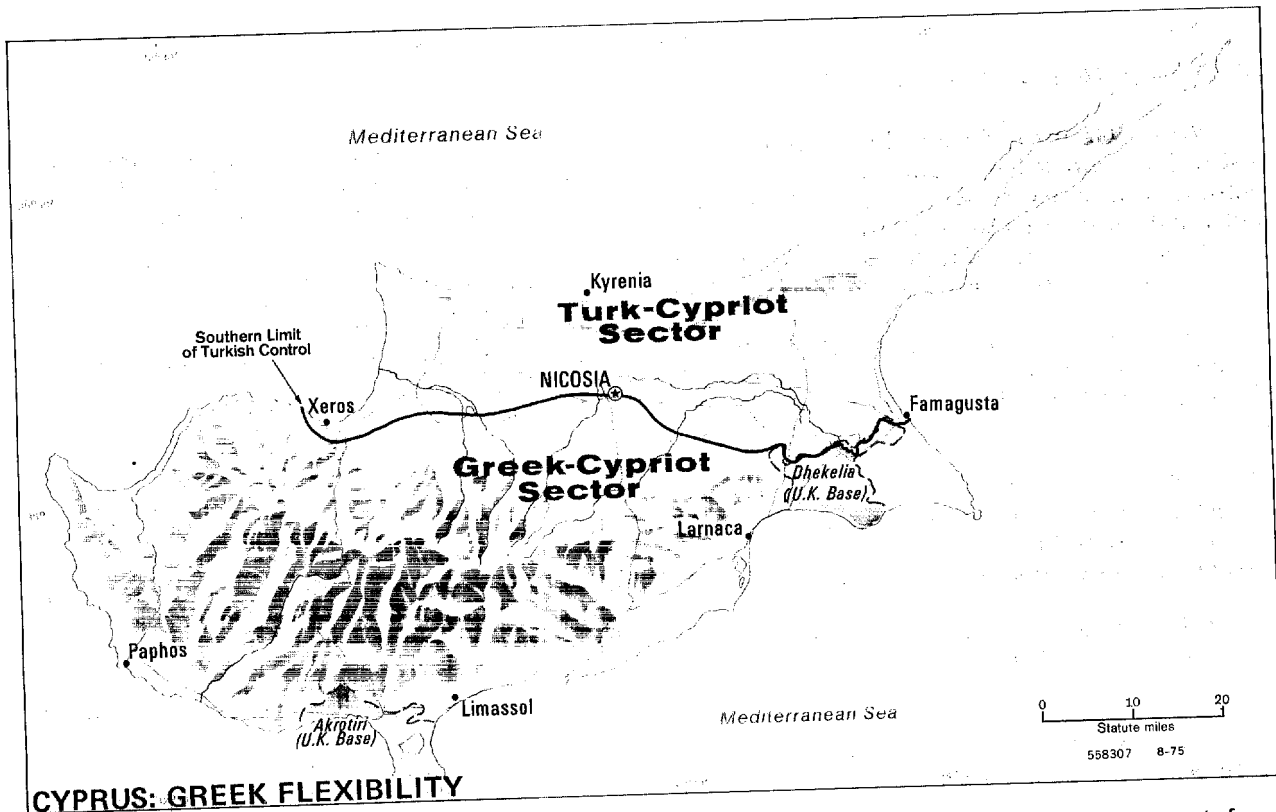 Mediterranean Sea
Kyrenia
Turk-Cypriot
Sector
Southern Limit
of Turkish Control
NICOSIA
Xeros
Famagusta
Greek-Cypriot
Sector
Dhekelia
(U.K. Base)
Larnaca
Paphos
Limassol
Akrotiri
(U.K. Base)
Mediterranean Sea
0 10 20
Statute miles
558307 8-75
CYPRUS: GREEK FLEXIBILITY